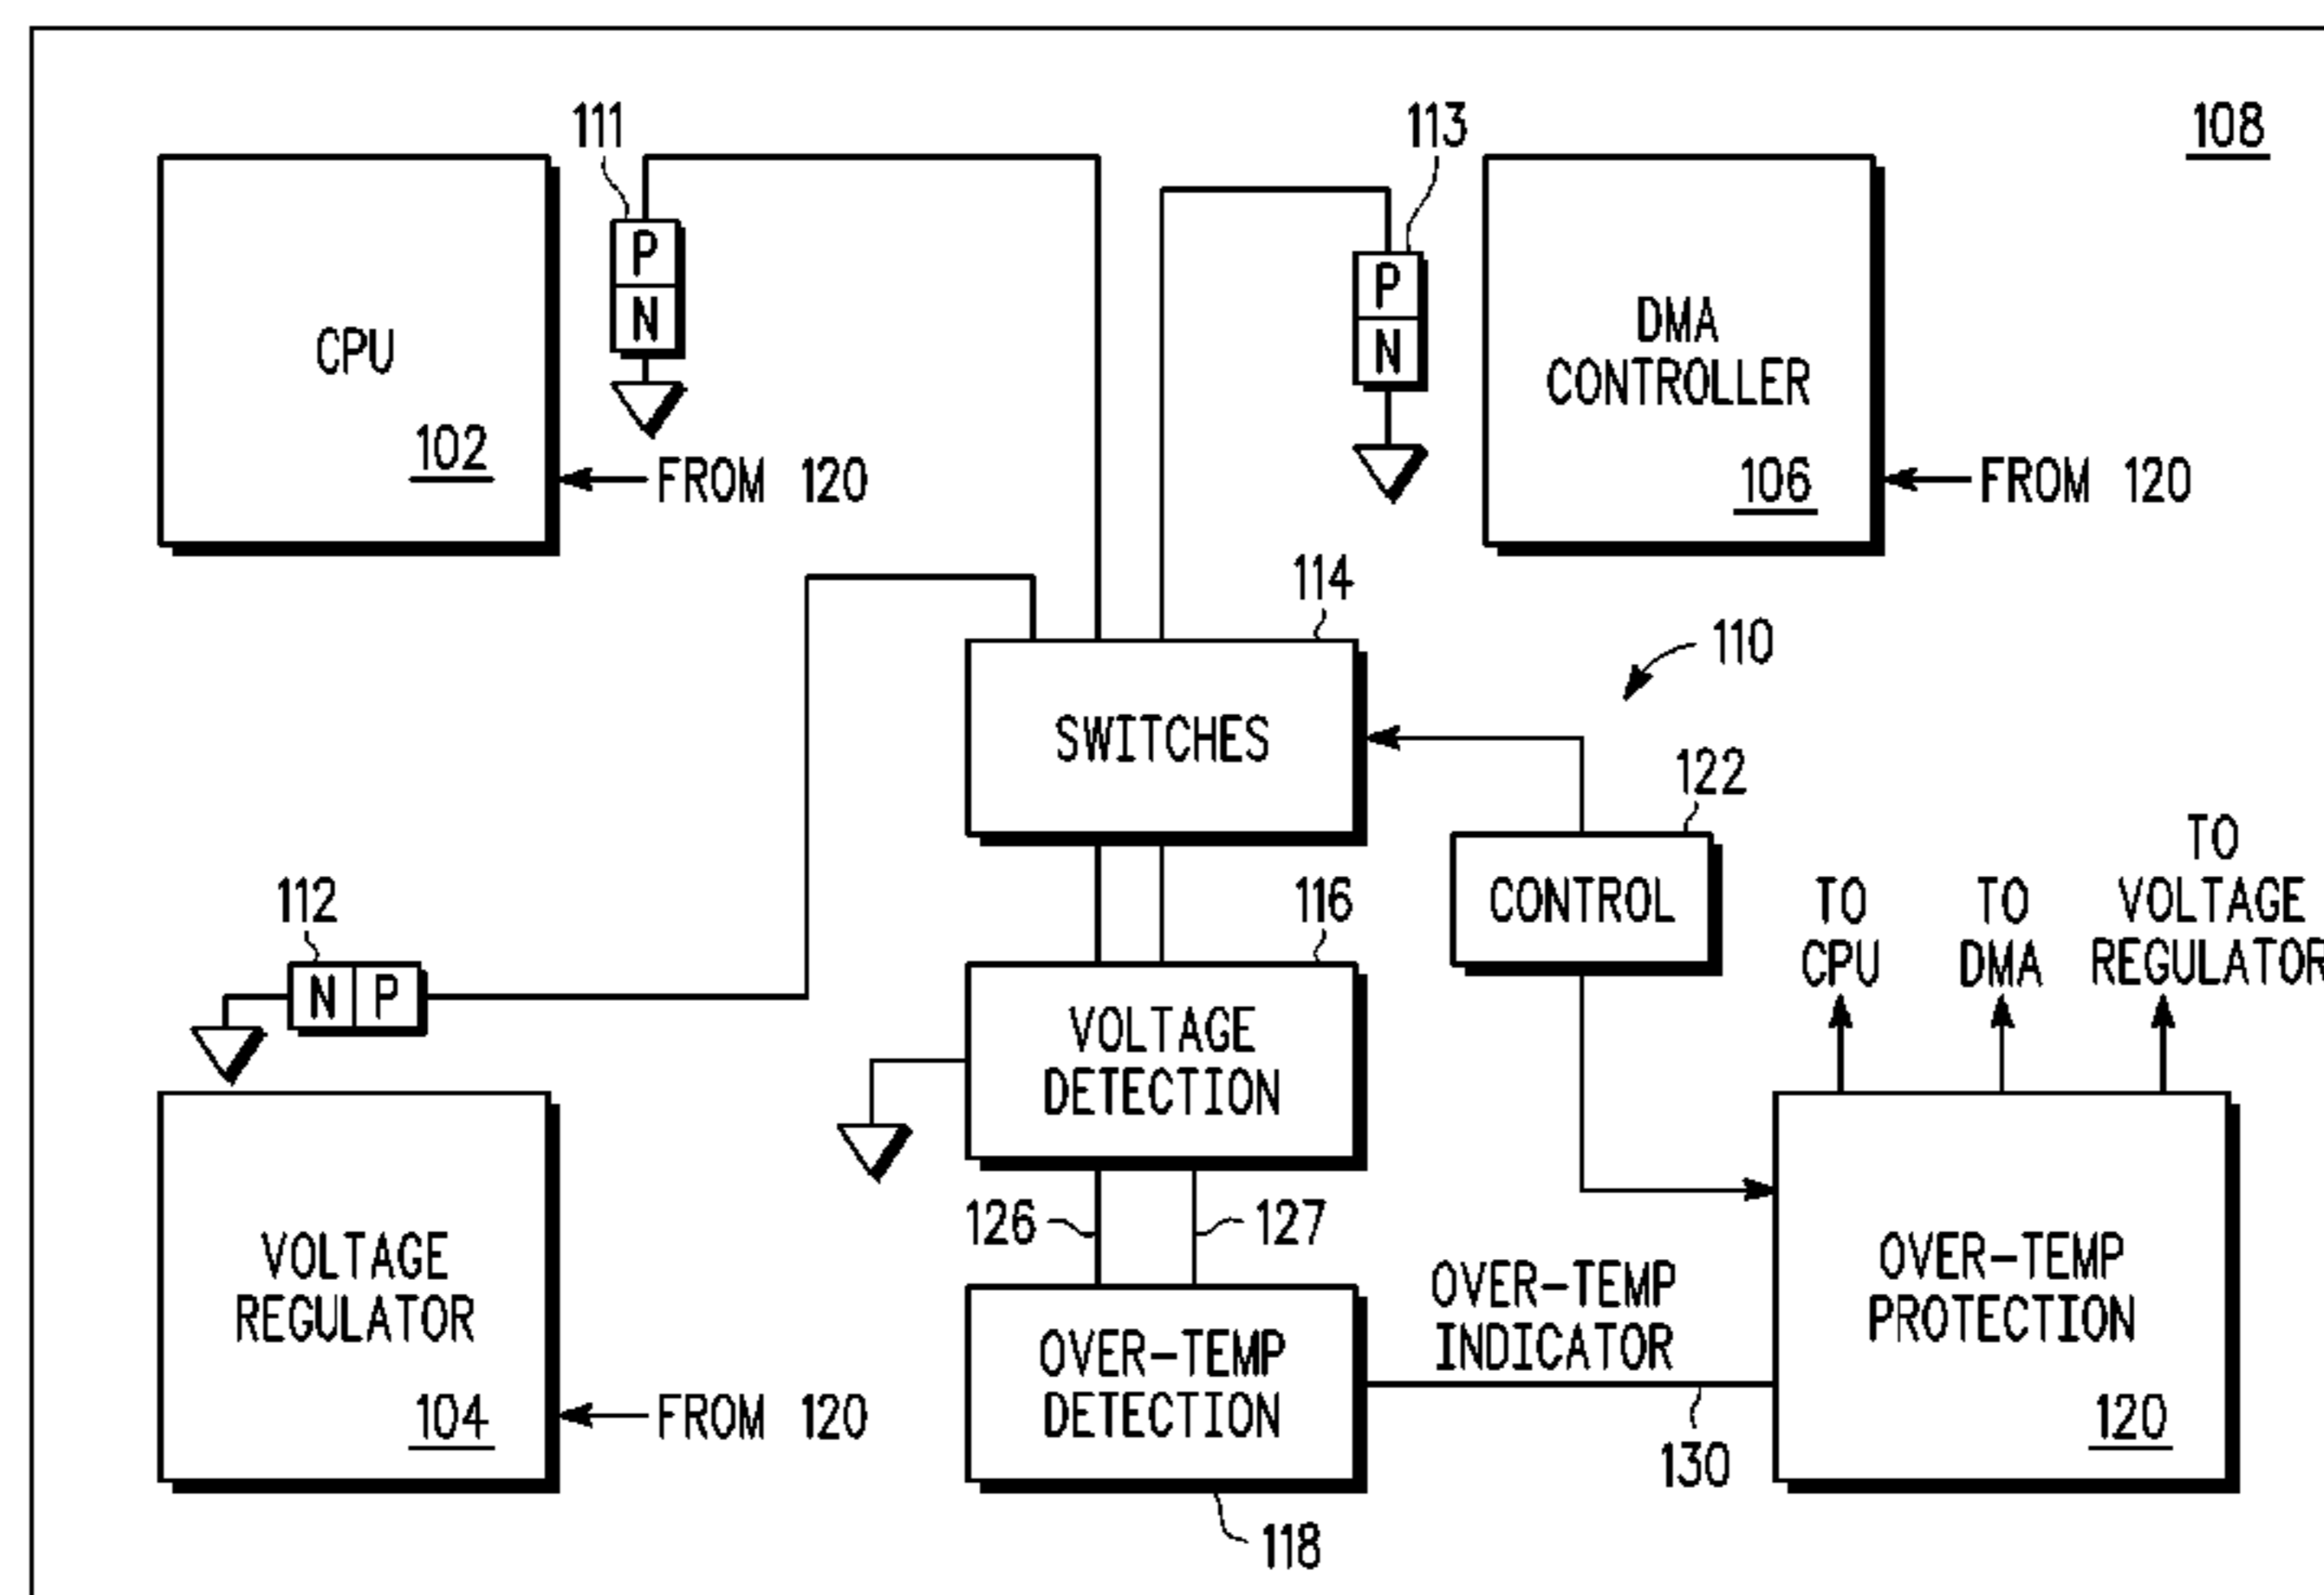 108
111
113
P
N
P
N
CPU
102
FROM 120
DMA
CONTROLLER
106
FROM 120
114
110
SWITCHES
122
CONTROL
112
N P
116
VOLTAGE
DETECTION
TO
CPU
TO
DMA
TO
VOLTAGE
REGULATOR
126
127
VOLTAGE
REGULATOR
104
FROM 120
OVER-TEMP
DETECTION
118
OVER-TEMP
INDICATOR
130
OVER-TEMP
PROTECTION
120